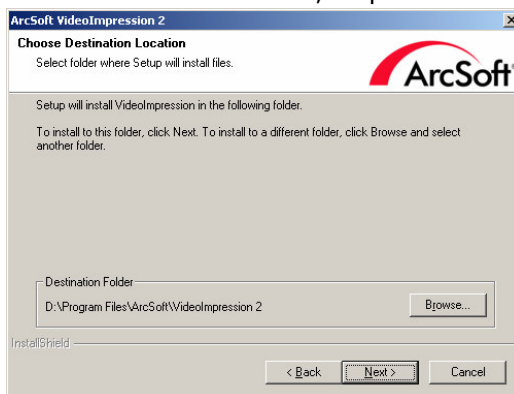 ArcSoft VideoImpression 2
Choose Destination Location
Select folder where Setup will install files.
ArcSoft
Setup will install VideoImpression in the following folder.
To install to this folder, click Next. To install to a different folder, click Browse and select
another folder.
Destination Folder
D:\Program Files\ArcSoft\VideoImpression 2
Browse...
InstallShield
< Back
Next >
Cancel